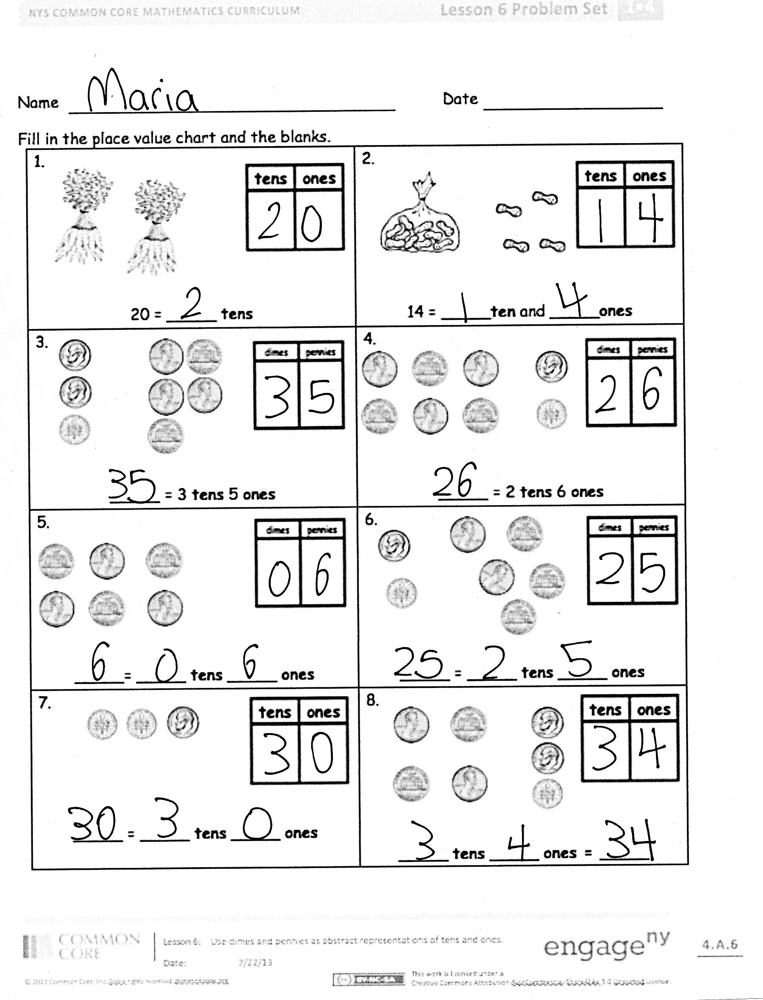 NYS COMMON CORE MATHEMATICS CURRICULUM
Lesson 6 Problem Set
Name Maria
Date
Fill in the place value chart and the blanks.
1.
tens ones
2 0
20 = 2 tens
2.
tens ones
1 4
14 = 1 ten and 4 ones
3.
dimes pennies
3 5
35 = 3 tens 5 ones
4.
dimes pennies
2 6
26 = 2 tens 6 ones
5.
dimes pennies
0 6
6 = 0 tens 6 ones
6.
dimes pennies
2 5
25 = 2 tens 5 ones
7.
tens ones
3 0
30 = 3 tens 0 ones
8.
tens ones
3 4
3 tens 4 ones = 34
COMMON
CORE
Lesson 6: Use dimes and pennies as abstract representations of tens and ones.
Date: 7/22/13
engage ny
4.A.6
© 2013 Common Core, Inc. rights reserved.
This work is licensed under a
Creative Commons Attribution- 3.0 License.